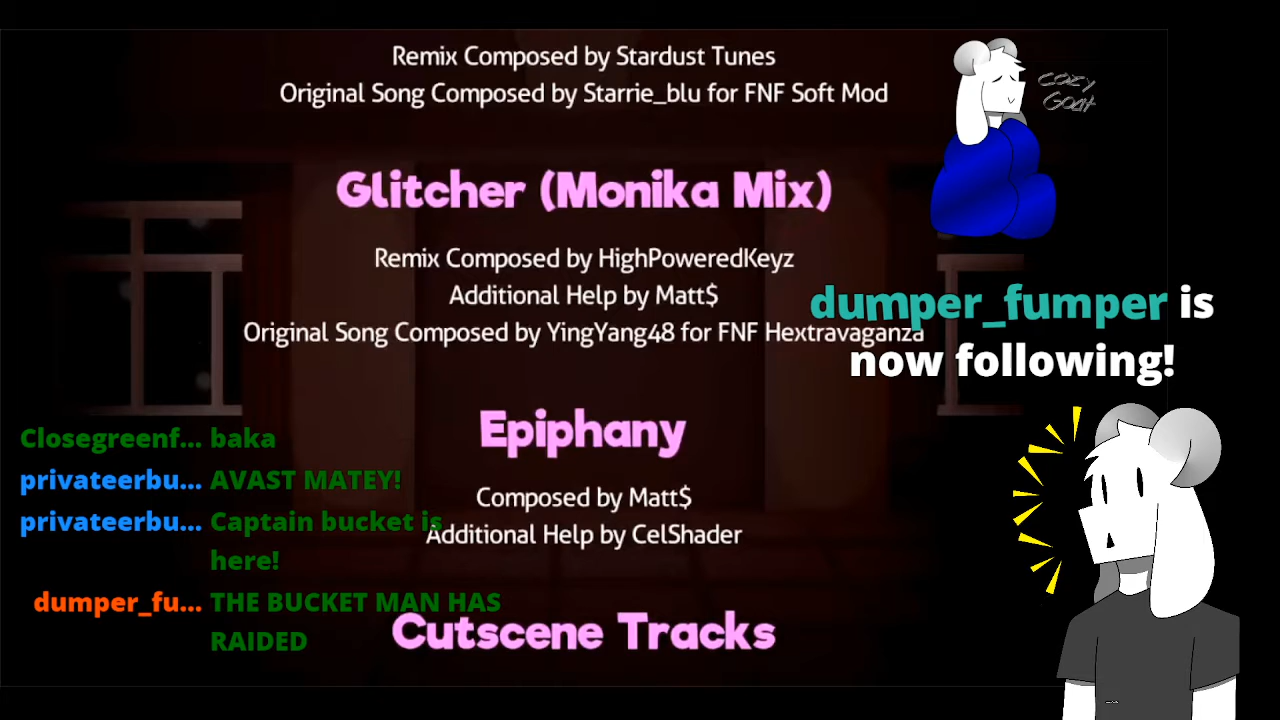 Remix Composed by Stardust Tunes
Original Song Composed by Starrie_blu for FNF Soft Mod
COZY
GOAT
Glitcher (Monika Mix)
Remix Composed by HighPoweredKeyz
Additional Help by Matt$
Original Song Composed by YingYang48 for FNF Hextravaganza
dumper_fumper is
now following!
Epiphany
Composed by Matt$
Additional Help by CelShader
Cutscene Tracks
Closegreenf... baka
privateerbu... AVAST MATEY!
privateerbu... Captain bucket is
here!
dumper_fu... THE BUCKET MAN HAS
RAIDED